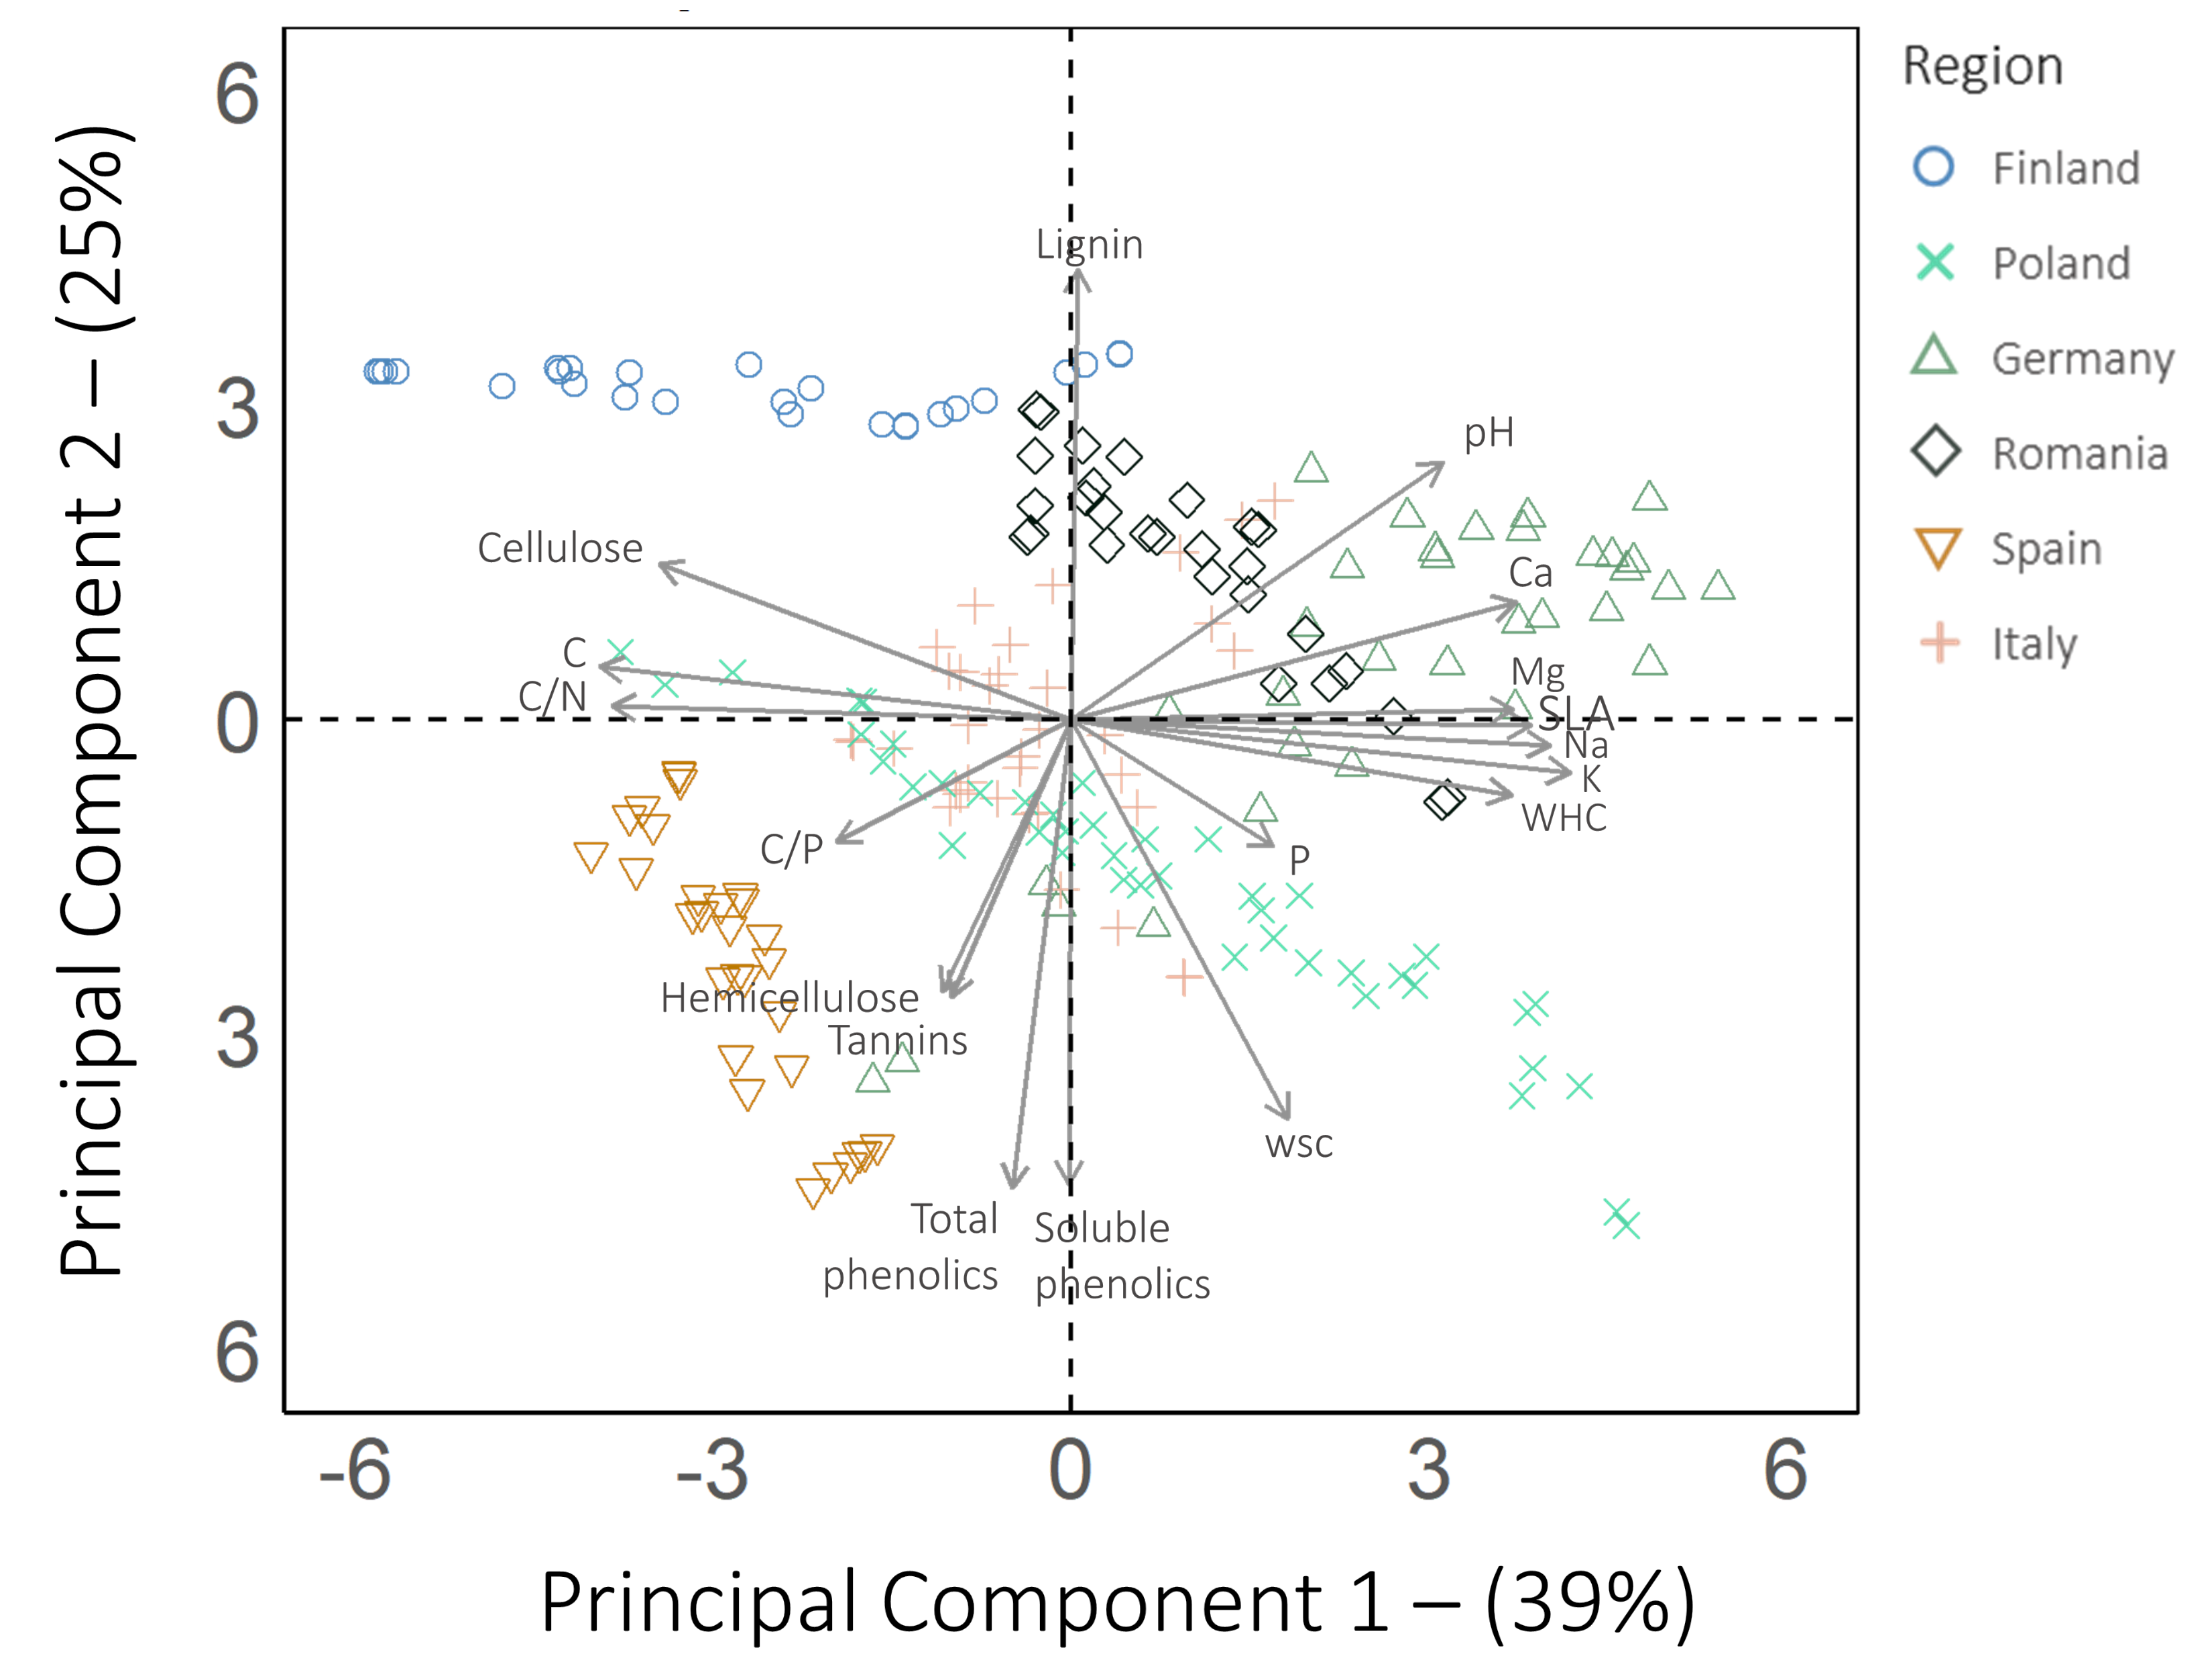 Principal Component 2 – (25%)
6
3
0
3
6
Lignin
pH
Cellulose
Ca
C
C/N
Mg
SLA
Na
K
WHC
C/P
P
Hemicellulose
Tannins
wsc
Total
phenolics
Soluble
phenolics
-6
-3
0
3
6
Principal Component 1 – (39%)
Region
Finland
Poland
Germany
Romania
Spain
Italy